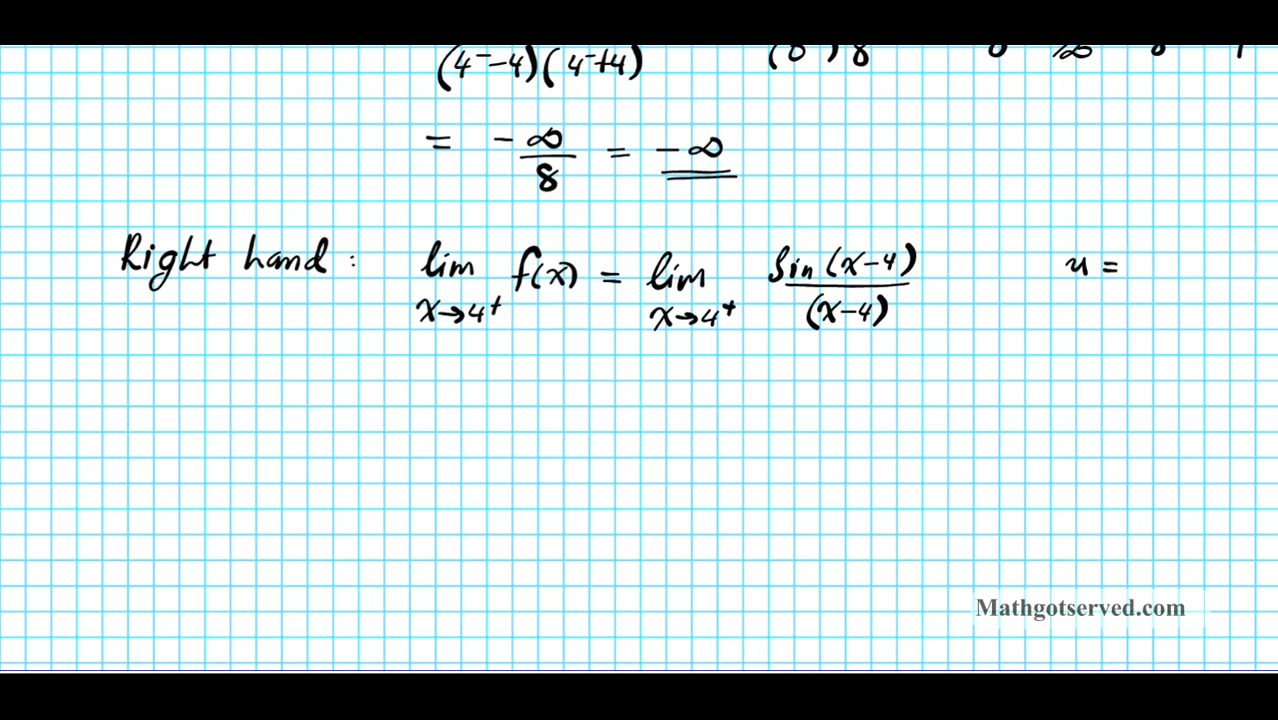 (4⁻-4)(4⁻+4)
= -∞/8 = -∞
Right hand: lim x→4⁺ f(x) = lim x→4⁺ Sin(x-4)/(x-4) u =
Mathgotserved.com